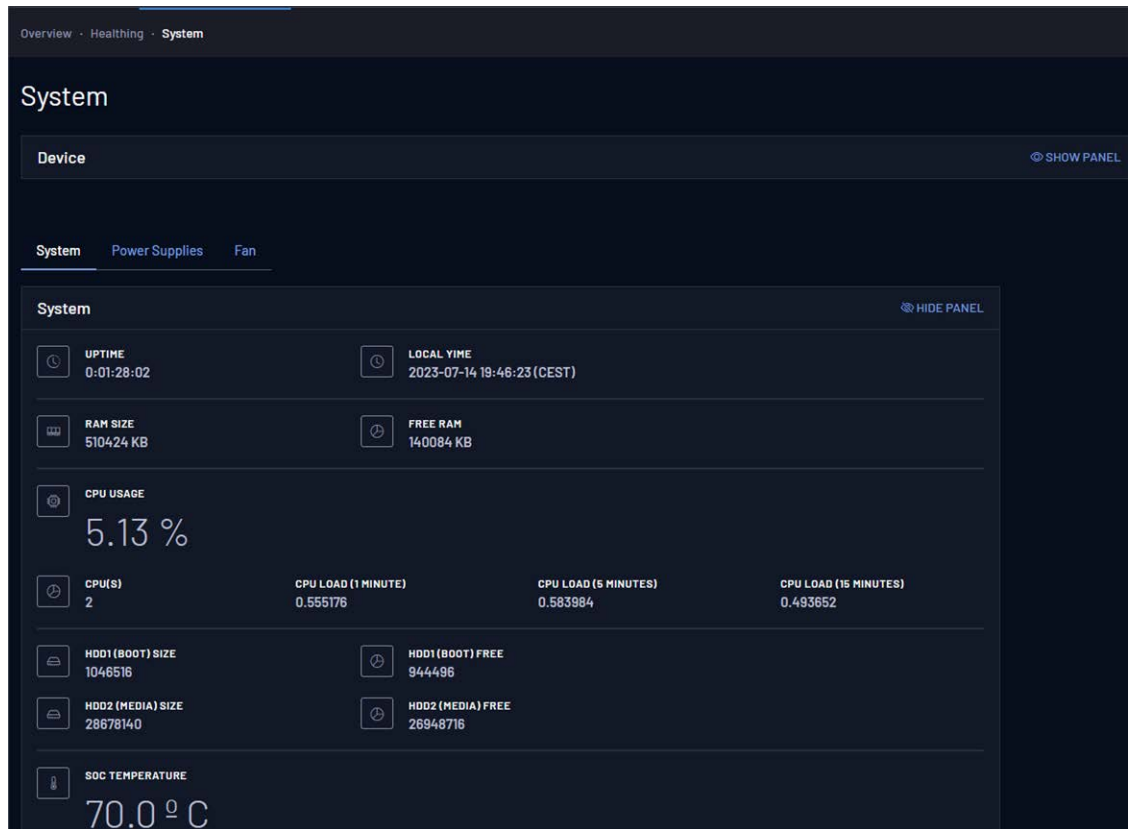 Overview · Healthing · System
System
Device
SHOW PANEL
System Power Supplies Fan
System
HIDE PANEL
UPTIME
0:01:28:02
LOCAL YIME
2023-07-14 19:46:23 (CEST)
RAM SIZE
510424 KB
FREE RAM
140084 KB
CPU USAGE
5.13 %
CPU(S)
2
CPU LOAD (1 MINUTE)
0.555176
CPU LOAD (5 MINUTES)
0.583984
CPU LOAD (15 MINUTES)
0.493652
HDD1 (BOOT) SIZE
1046516
HDD1 (BOOT) FREE
944496
HDD2 (MEDIA) SIZE
28678140
HDD2 (MEDIA) FREE
26948716
SOC TEMPERATURE
70.0 º C